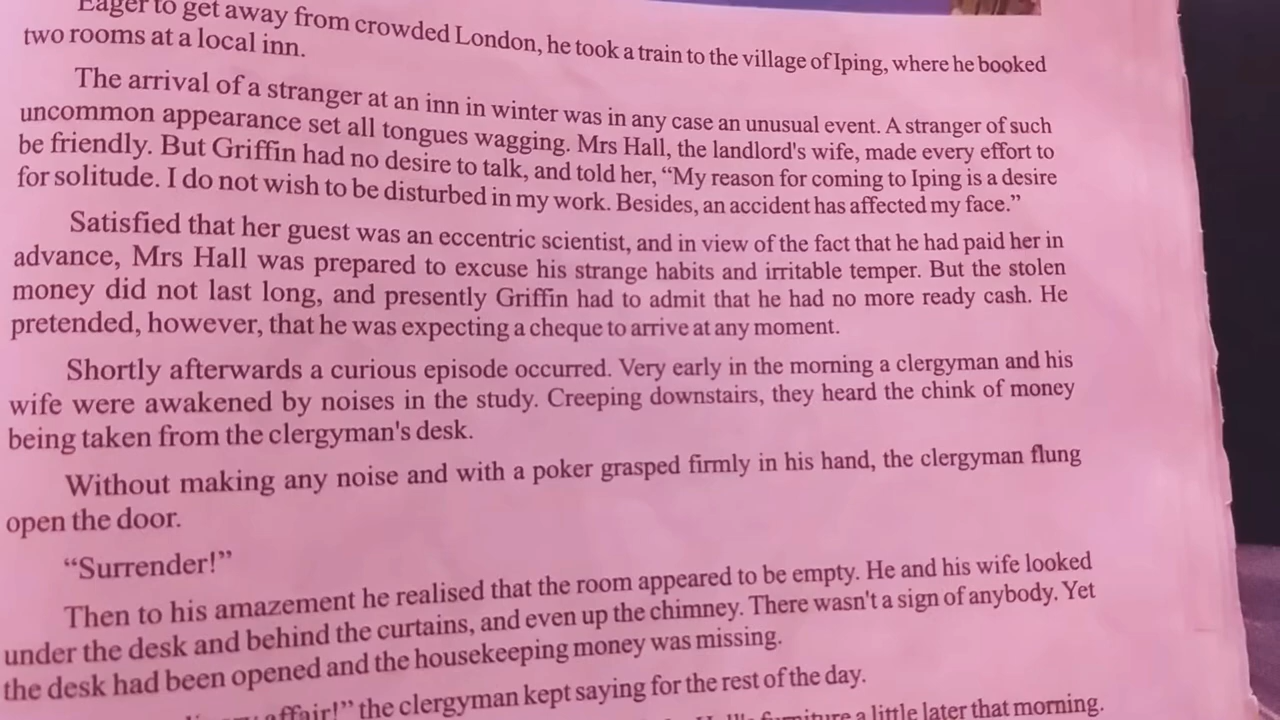 Eager to get away from crowded London, he took a train to the village of Iping, where he booked
two rooms at a local inn.
The arrival of a stranger at an inn in winter was in any case an unusual event. A stranger of such
uncommon appearance set all tongues wagging. Mrs Hall, the landlord's wife, made every effort to
be friendly. But Griffin had no desire to talk, and told her, “My reason for coming to Iping is a desire
for solitude. I do not wish to be disturbed in my work. Besides, an accident has affected my face.”
Satisfied that her guest was an eccentric scientist, and in view of the fact that he had paid her in
advance, Mrs Hall was prepared to excuse his strange habits and irritable temper. But the stolen
money did not last long, and presently Griffin had to admit that he had no more ready cash. He
pretended, however, that he was expecting a cheque to arrive at any moment.
Shortly afterwards a curious episode occurred. Very early in the morning a clergyman and his
wife were awakened by noises in the study. Creeping downstairs, they heard the chink of money
being taken from the clergyman's desk.
Without making any noise and with a poker grasped firmly in his hand, the clergyman flung
open the door.
“Surrender!”
Then to his amazement he realised that the room appeared to be empty. He and his wife looked
under the desk and behind the curtains, and even up the chimney. There wasn't a sign of anybody. Yet
the desk had been opened and the housekeeping money was missing.
affair!” the clergyman kept saying for the rest of the day.
furniture a little later that morning.